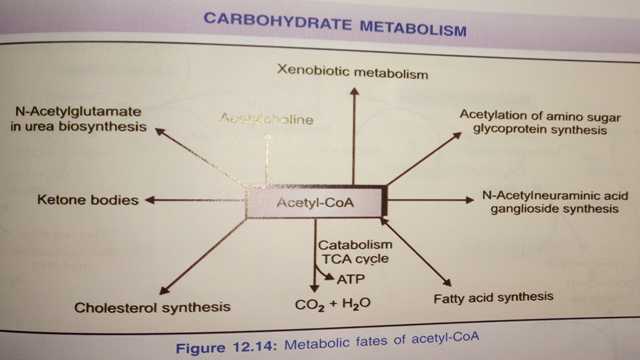 CARBOHYDRATE METABOLISM
Xenobiotic metabolism
N-Acetylglutamate
in urea biosynthesis
Acetylcholine
Acetylation of amino sugar
glycoprotein synthesis
Ketone bodies
Acetyl-CoA
N-Acetylneuraminic acid
ganglioside synthesis
Catabolism
TCA cycle
ATP
CO₂ + H₂O
Cholesterol synthesis
Fatty acid synthesis
Figure 12.14: Metabolic fates of acetyl-CoA